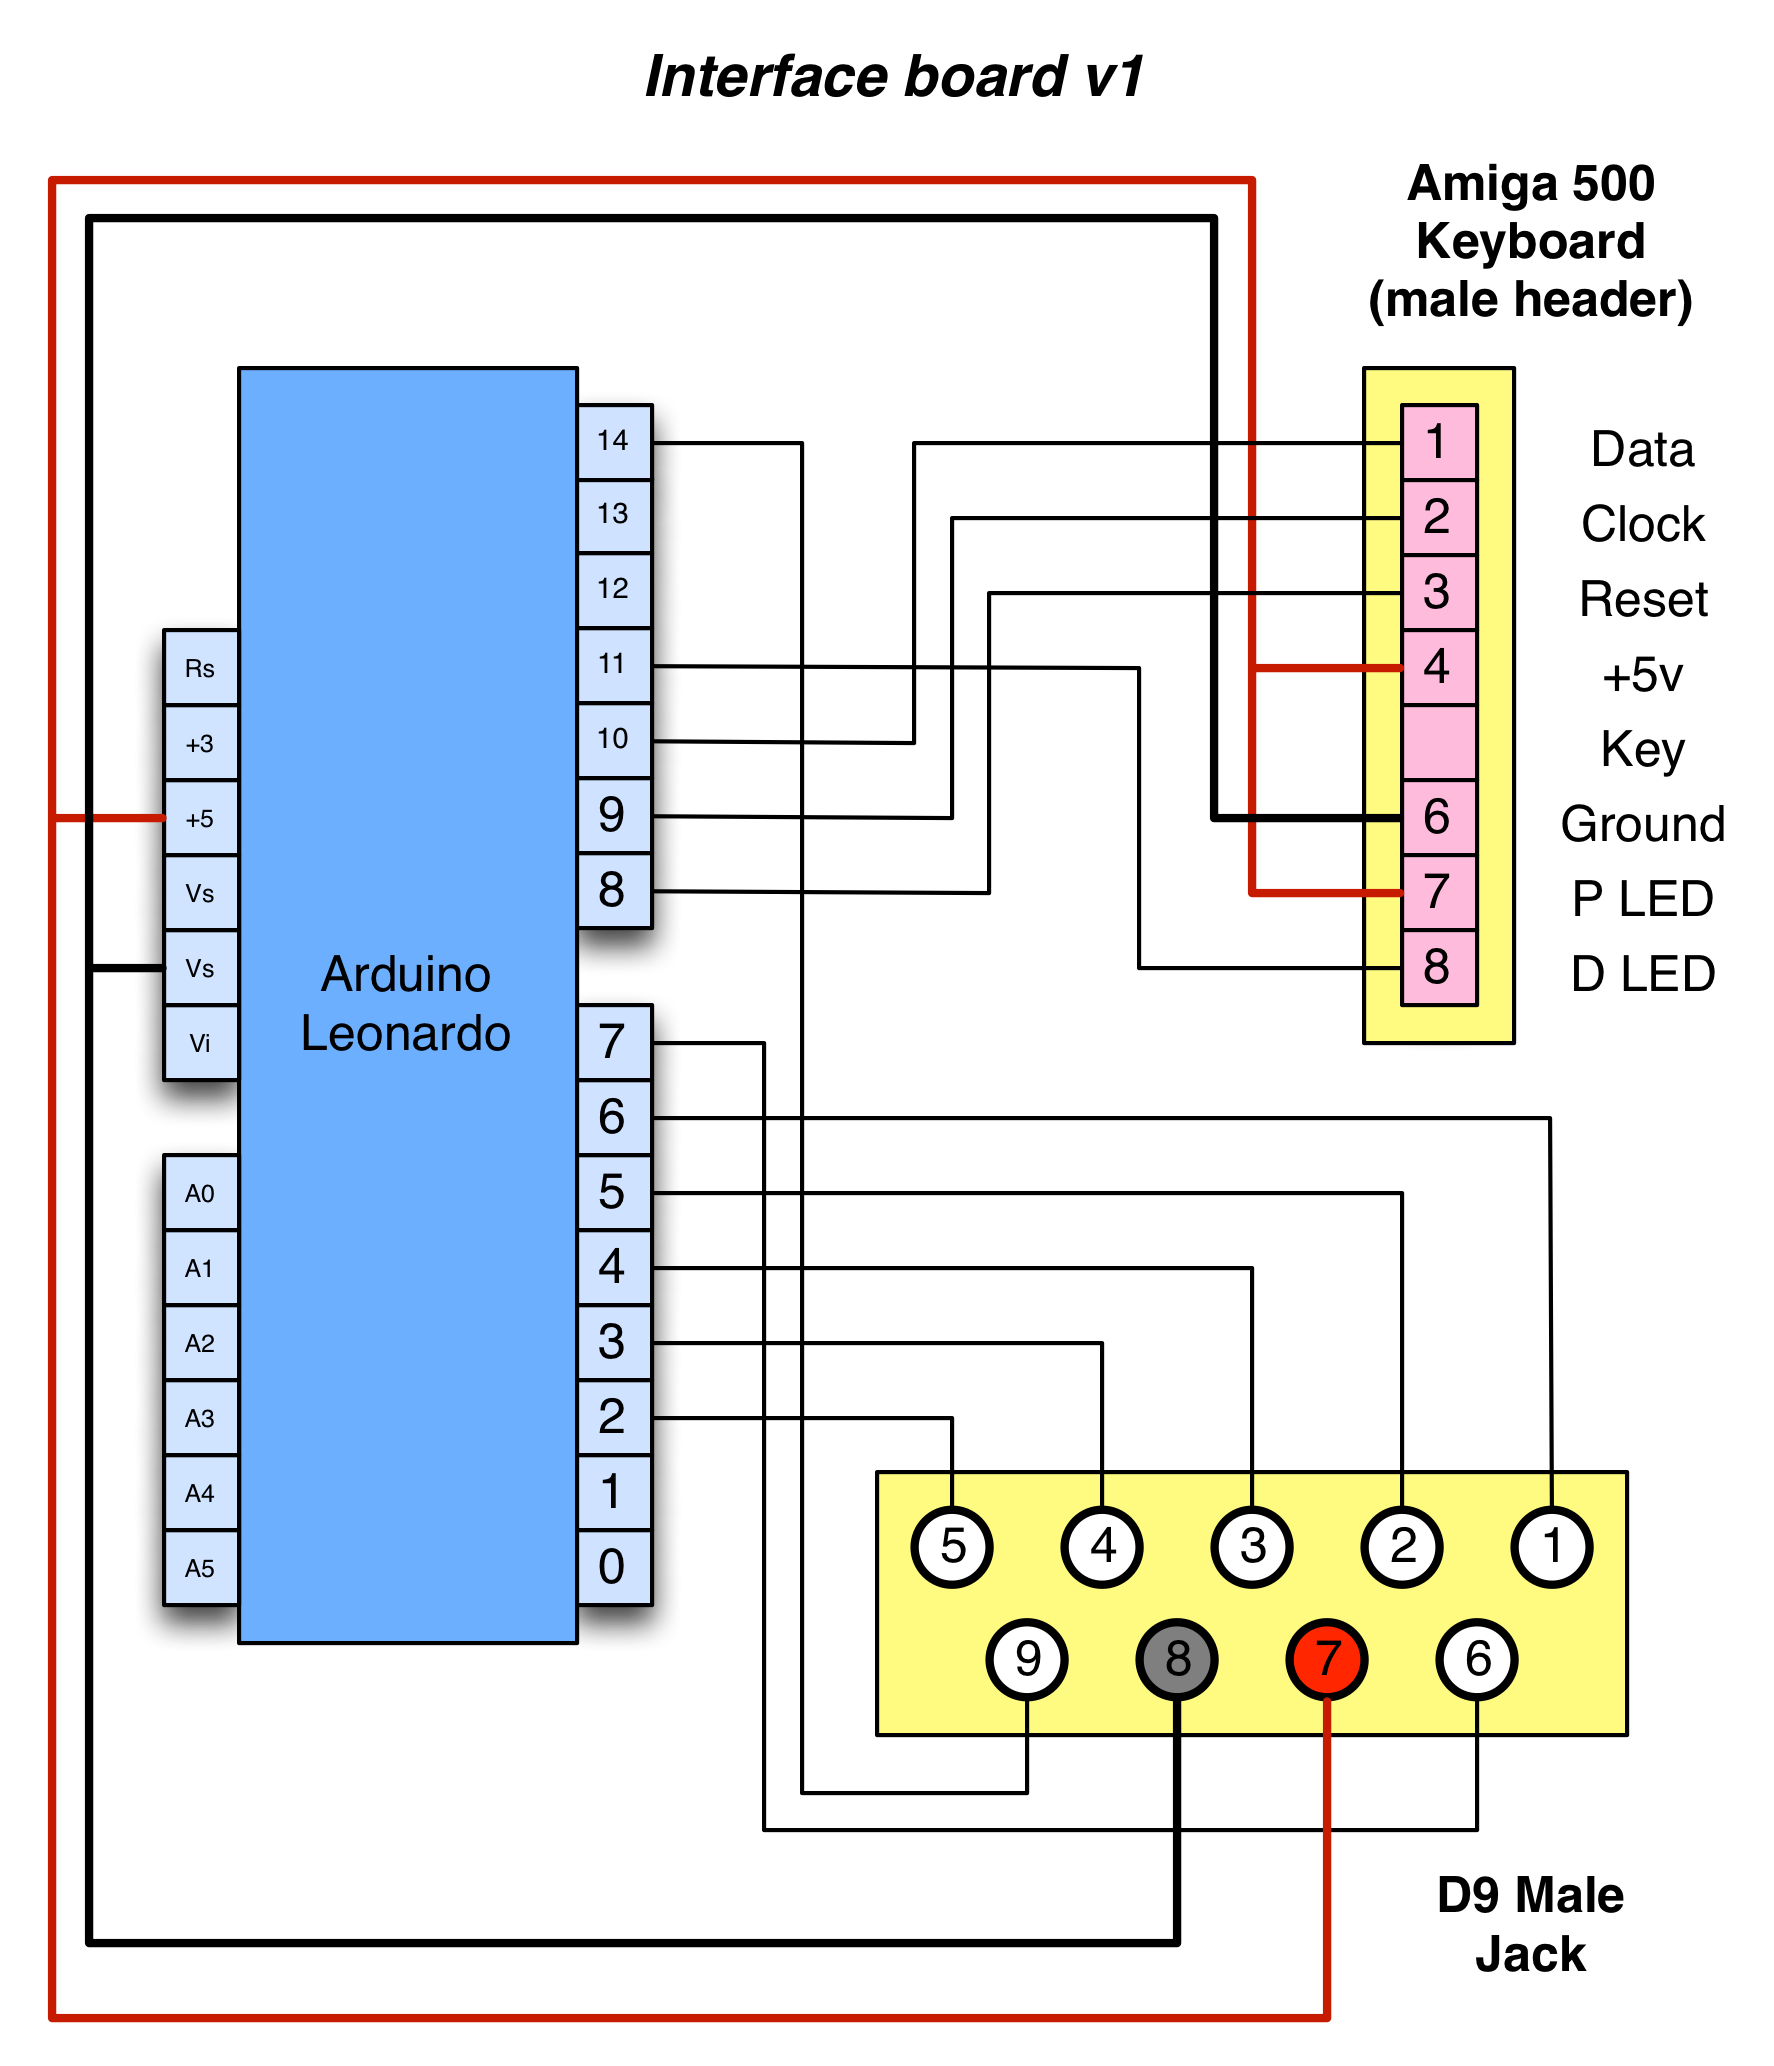 Interface board v1
Amiga 500
Keyboard
(male header)
14
13
12
11
10
9
8
7
6
5
4
3
2
1
0
Rs
+3
+5
Vs
Vs
Vi
A0
A1
A2
A3
A4
A5
Arduino
Leonardo
1 Data
2 Clock
3 Reset
4 +5v
Key
6 Ground
7 P LED
8 D LED
5 4 3 2 1
9 8 7 6
D9 Male
Jack